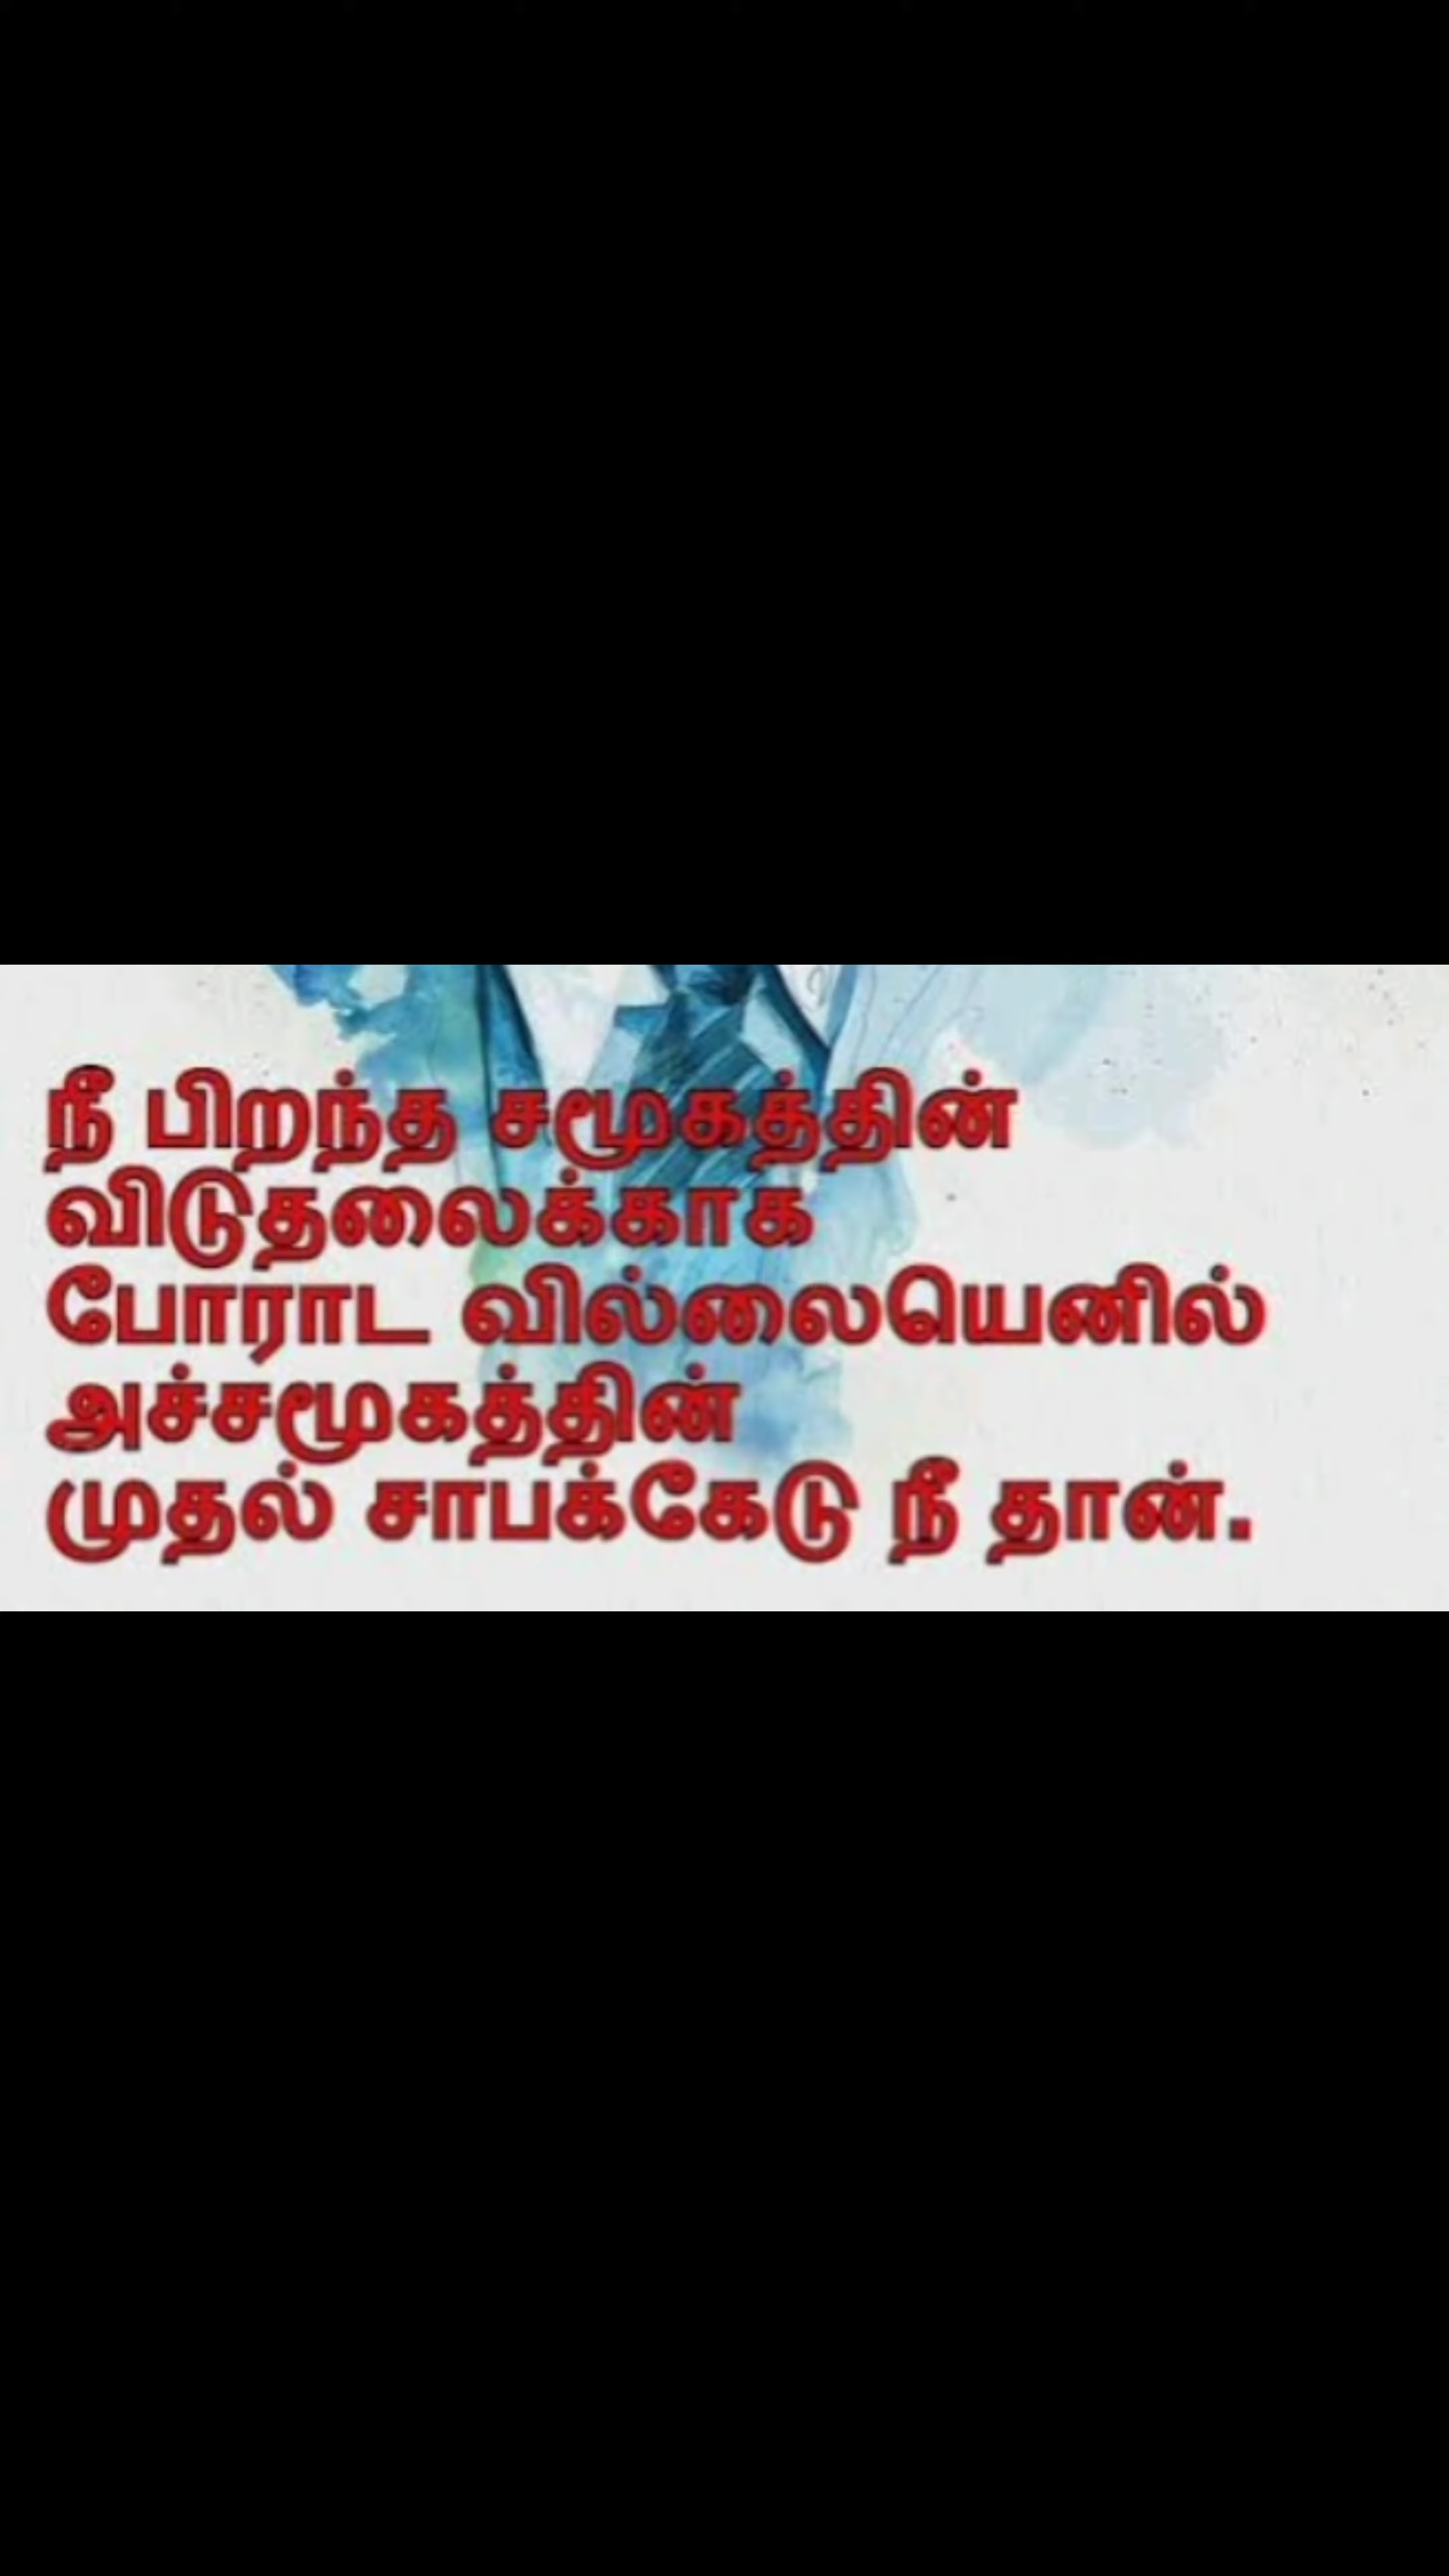 நீ பிறந்த சமூகத்தின்
விடுதலைக்காக
போராட வில்லையெனில்
அச்சமூகத்தின்
முதல் சாபக்கேடு நீ தான்.